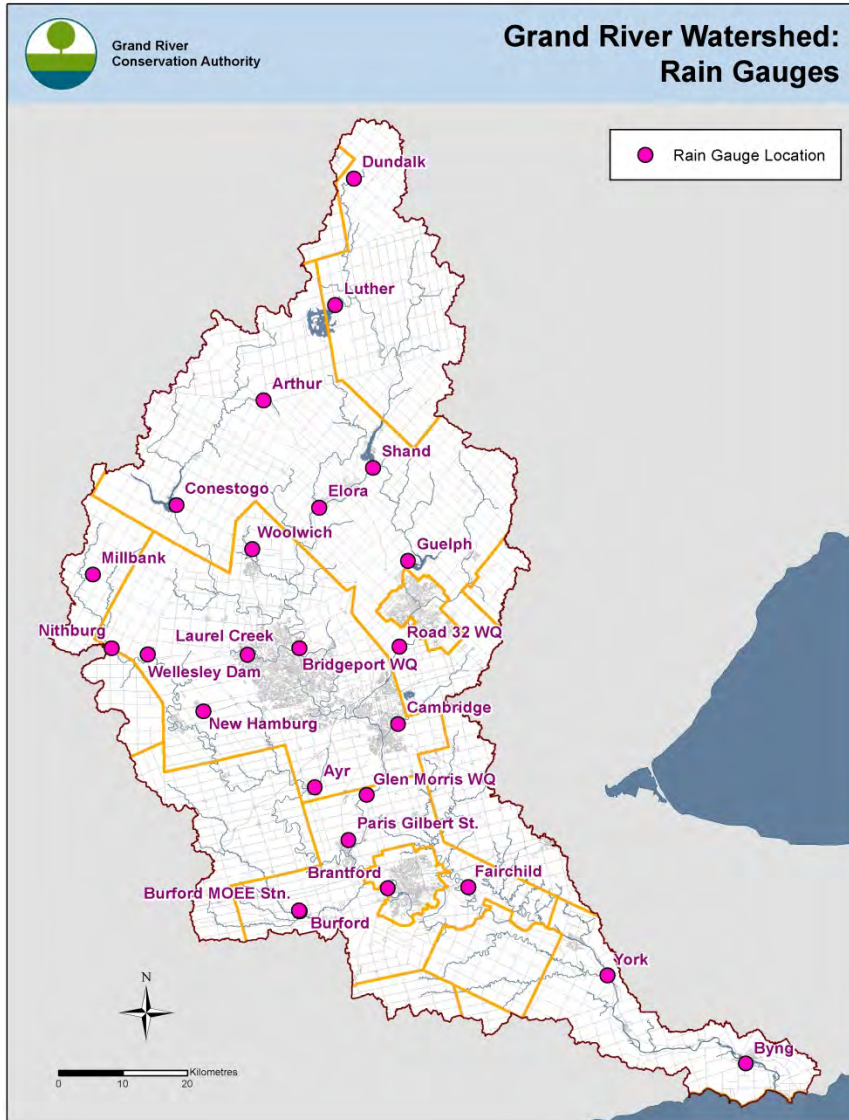 Grand River
Conservation Authority
Grand River Watershed:
Rain Gauges
Rain Gauge Location
Dundalk
Luther
Arthur
Shand
Conestogo
Elora
Woolwich
Guelph
Millbank
Nithburg
Laurel Creek
Road 32 WQ
Bridgeport WQ
Wellesley Dam
New Hamburg
Cambridge
Ayr
Glen Morris WQ
Paris Gilbert St.
Brantford
Fairchild
Burford MOEE Stn.
Burford
York
N
Byng
Kilometres
0 10 20